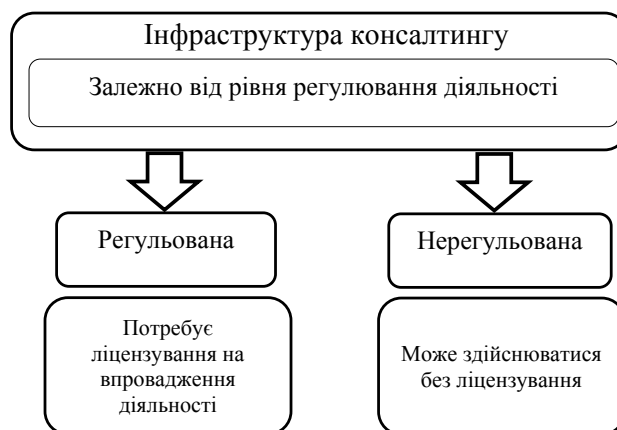 Інфраструктура консалтингу
Залежно від рівня регулювання діяльності
Регульована
Нерегульована
Потребує
ліцензування на
впровадження
діяльності
Може здійснюватися
без ліцензування